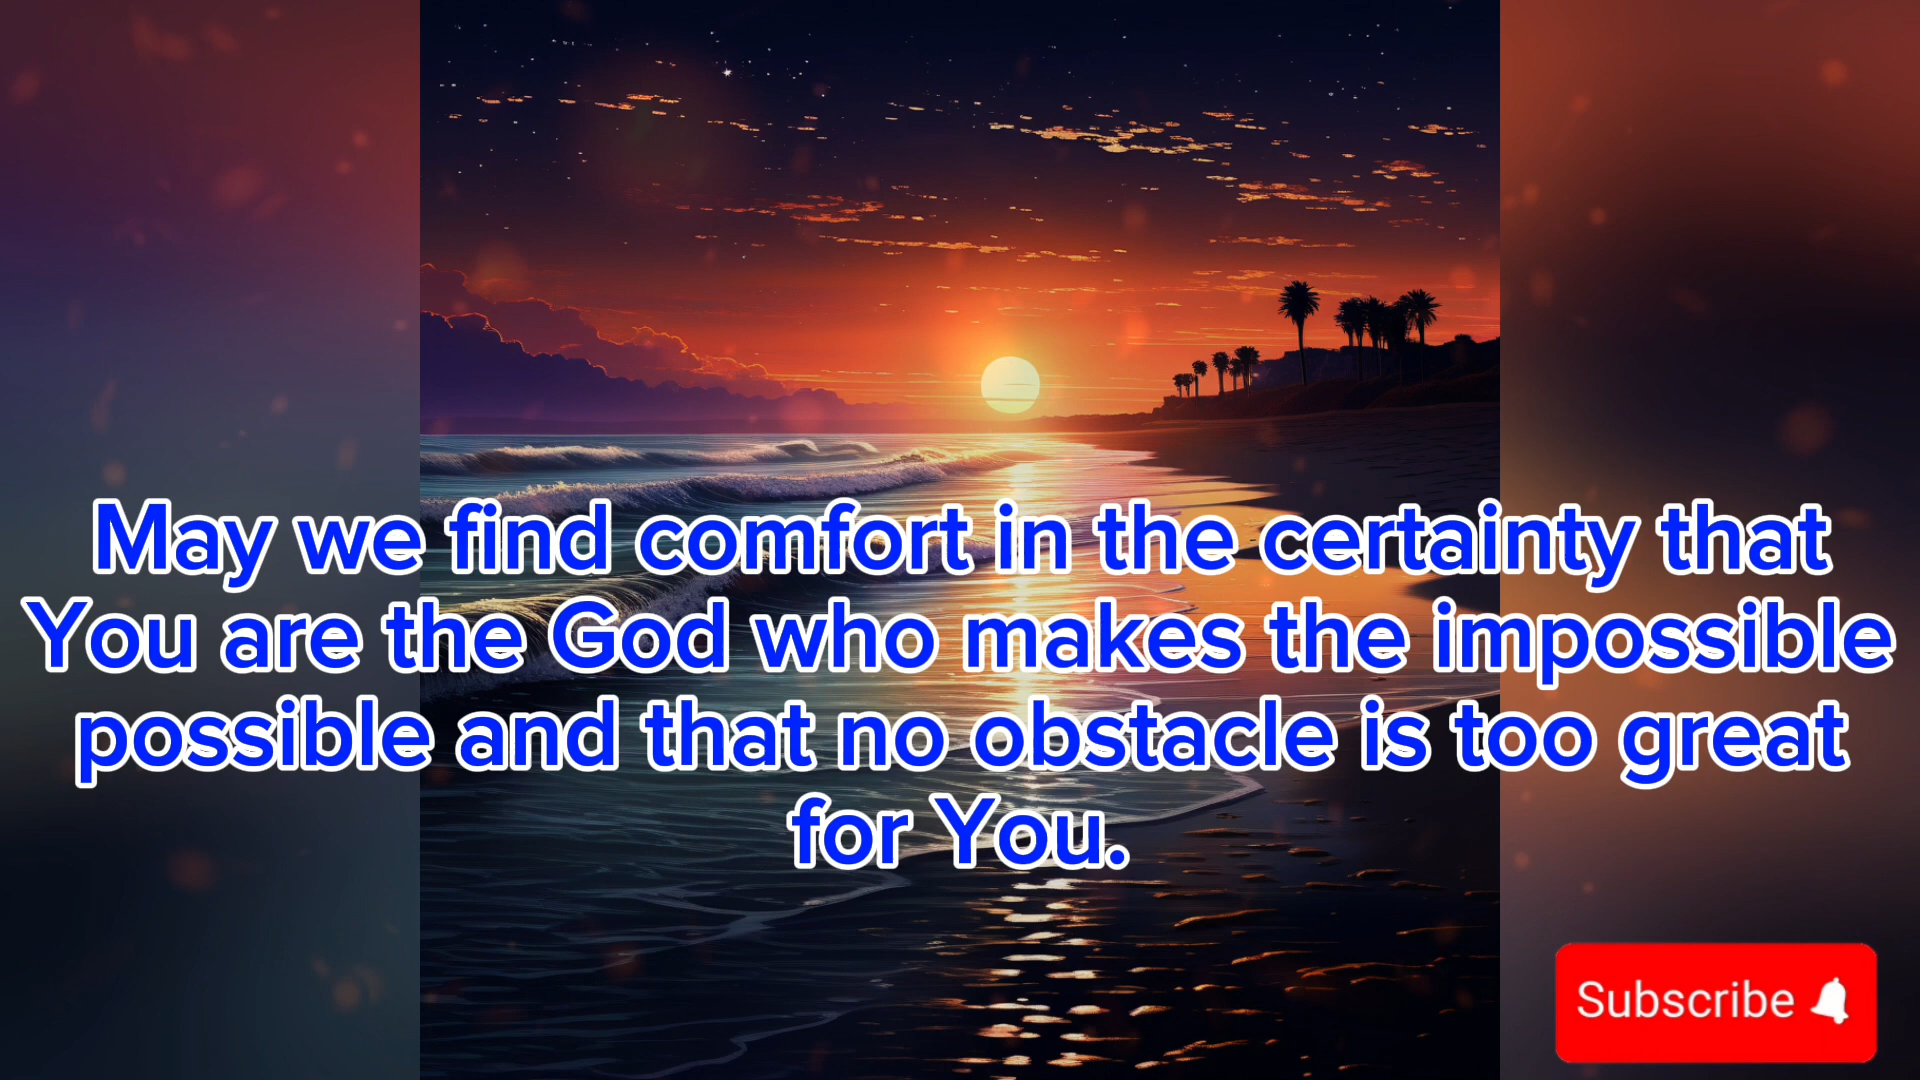 May we find comfort in the certainty that
You are the God who makes the impossible
possible and that no obstacle is too great
for You.
Subscribe